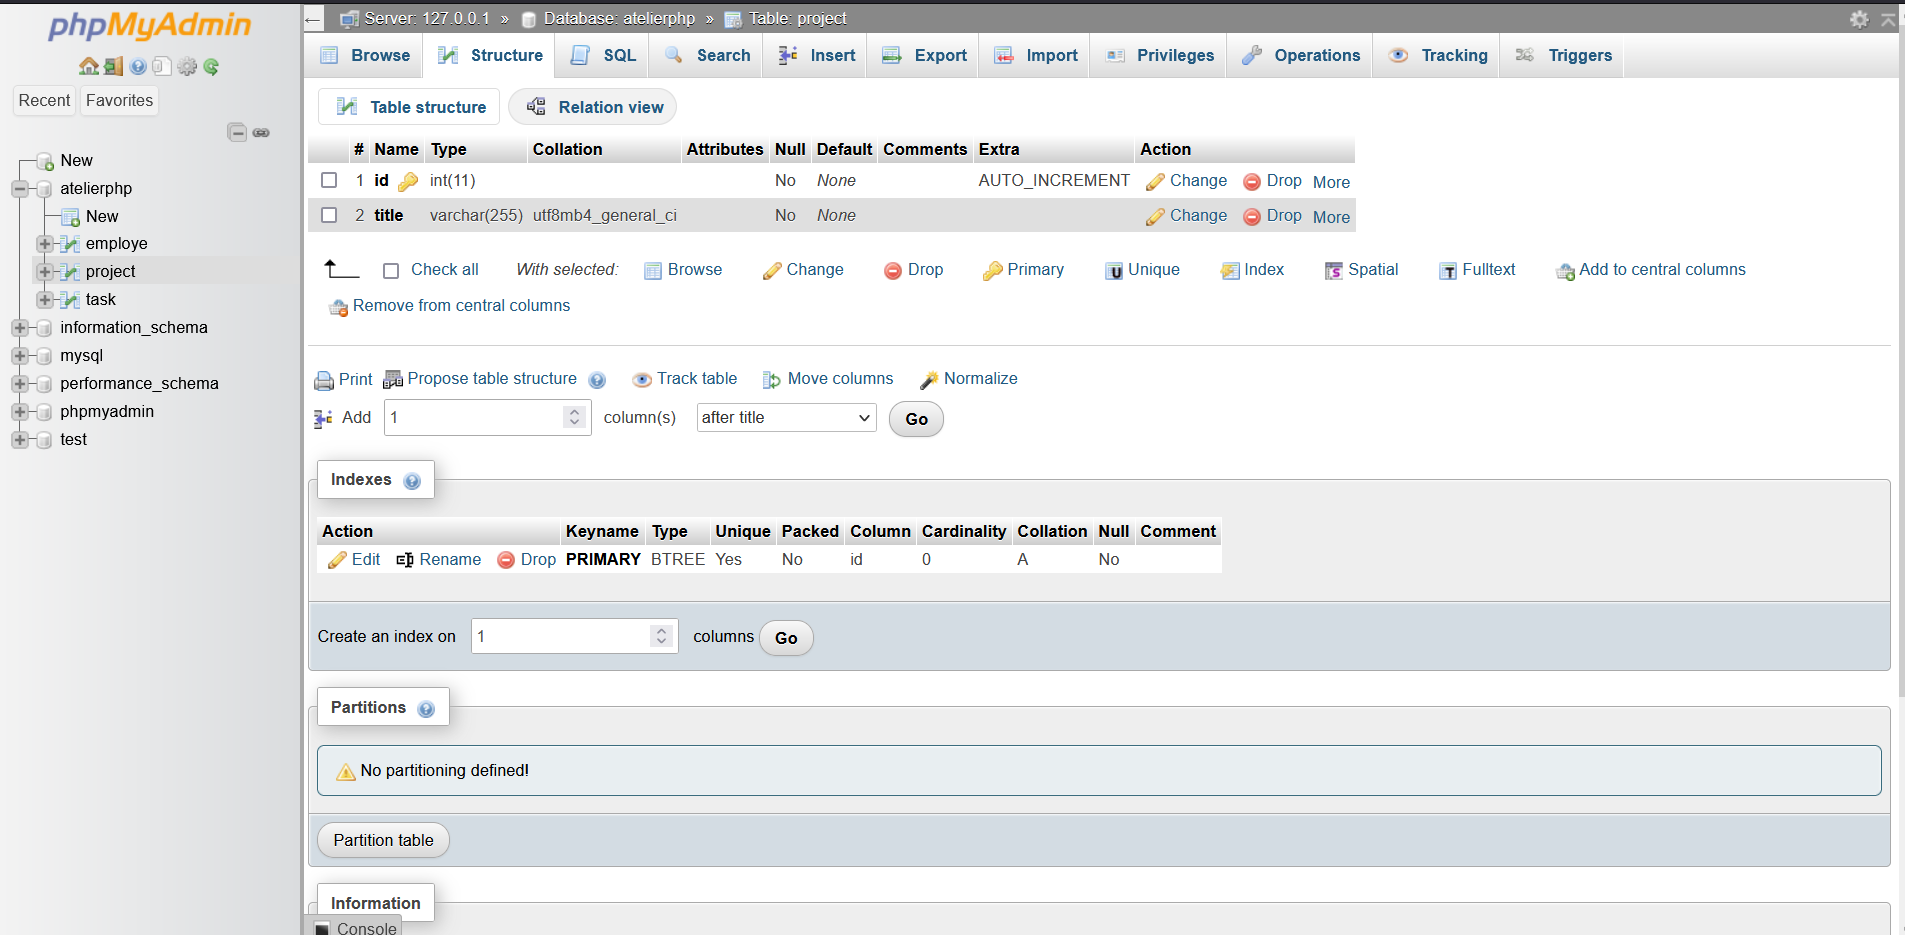 phpMyAdmin
Recent Favorites
New
atelierphp
New
employe
project
task
information_schema
mysql
performance_schema
phpmyadmin
test
Server: 127.0.0.1 » Database: atelierphp » Table: project
Browse Structure SQL Search Insert Export Import Privileges Operations Tracking Triggers
Table structure Relation view
# Name Type Collation Attributes Null Default Comments Extra Action
1 id int(11) No None AUTO_INCREMENT Change Drop More
2 title varchar(255) utf8mb4_general_ci No None Change Drop More
Check all With selected: Browse Change Drop Primary Unique Index Spatial Fulltext Add to central columns
Remove from central columns
Print Propose table structure Track table Move columns Normalize
Add 1 column(s) after title Go
Indexes
Action Keyname Type Unique Packed Column Cardinality Collation Null Comment
Edit Rename Drop PRIMARY BTREE Yes No id 0 A No
Create an index on 1 columns Go
Partitions
No partitioning defined!
Partition table
Information
Console